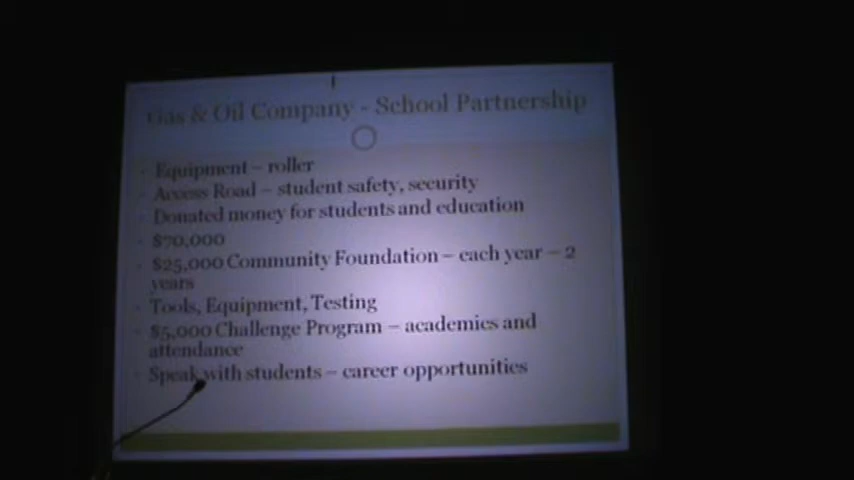 Gas & Oil Company - School Partnership
Equipment – roller
Access Road – student safety, security
Donated money for students and education
$70,000
$25,000 Community Foundation – each year – 2
years
Tools, Equipment, Testing
$5,000 Challenge Program – academics and
attendance
Speak with students – career opportunities